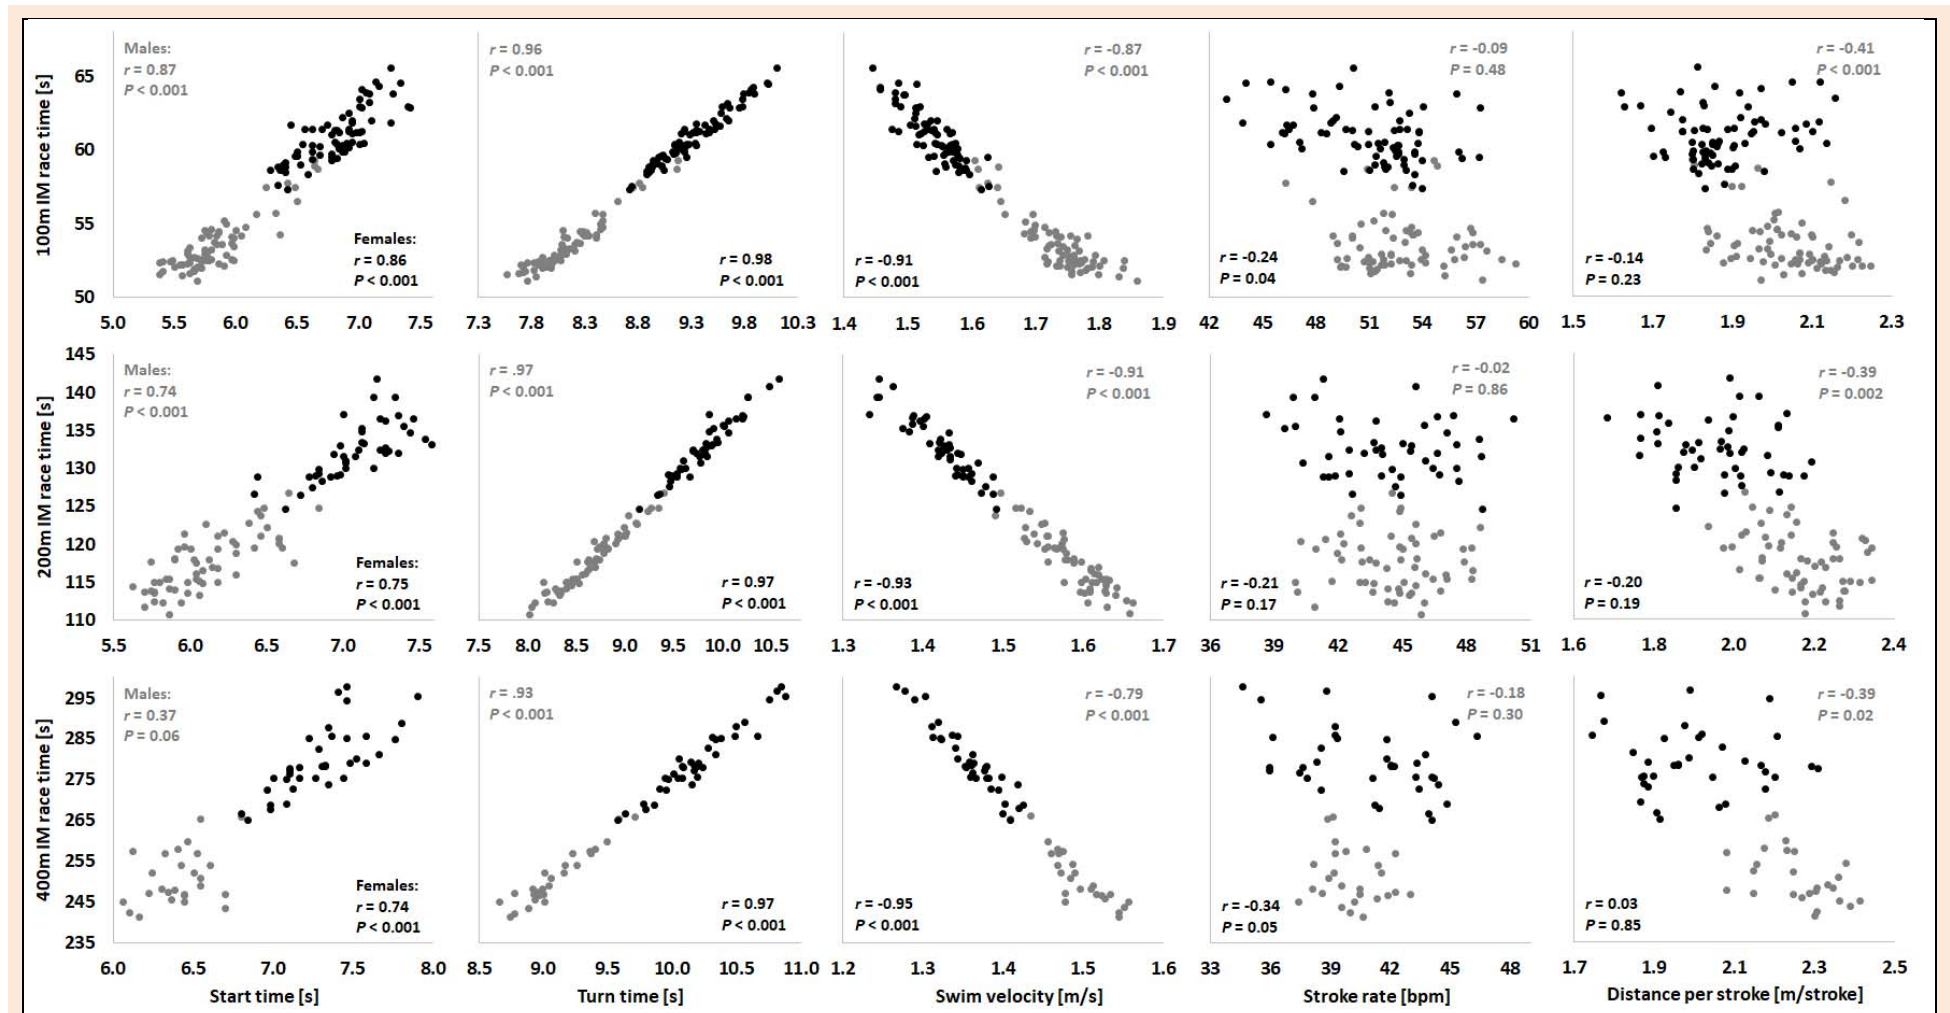 100m IM race time [s]
65
60
55
50
Males:
r = 0.87
P < 0.001
Females:
r = 0.86
P < 0.001
5.0 5.5 6.0 6.5 7.0 7.5
r = 0.96
P < 0.001
r = 0.98
P < 0.001
7.3 7.8 8.3 8.8 9.3 9.8 10.3
r = -0.87
P < 0.001
r = -0.91
P < 0.001
1.4 1.5 1.6 1.7 1.8 1.9
r = -0.09
P = 0.48
r = -0.24
P = 0.04
42 45 48 51 54 57 60
r = -0.41
P < 0.001
r = -0.14
P = 0.23
1.5 1.7 1.9 2.1 2.3
200m IM race time [s]
145
140
135
130
125
120
115
110
Males:
r = 0.74
P < 0.001
Females:
r = 0.75
P < 0.001
5.5 6.0 6.5 7.0 7.5
r = .97
P < 0.001
r = 0.97
P < 0.001
7.5 8.0 8.5 9.0 9.5 10.0 10.5
r = -0.91
P < 0.001
r = -0.93
P < 0.001
1.3 1.4 1.5 1.6 1.7
r = -0.02
P = 0.86
r = -0.21
P = 0.17
36 39 42 45 48 51
r = -0.39
P = 0.002
r = -0.20
P = 0.19
1.6 1.8 2.0 2.2 2.4
400m IM race time [s]
295
285
275
265
255
245
235
Males:
r = 0.37
P = 0.06
Females:
r = 0.74
P < 0.001
6.0 6.5 7.0 7.5 8.0
Start time [s]
r = .93
P < 0.001
r = 0.97
P < 0.001
8.5 9.0 9.5 10.0 10.5 11.0
Turn time [s]
r = -0.79
P < 0.001
r = -0.95
P < 0.001
1.2 1.3 1.4 1.5 1.6
Swim velocity [m/s]
r = -0.18
P = 0.30
r = -0.34
P = 0.05
33 36 39 42 45 48
Stroke rate [bpm]
r = -0.39
P = 0.02
r = 0.03
P = 0.85
1.7 1.9 2.1 2.3 2.5
Distance per stroke [m/stroke]